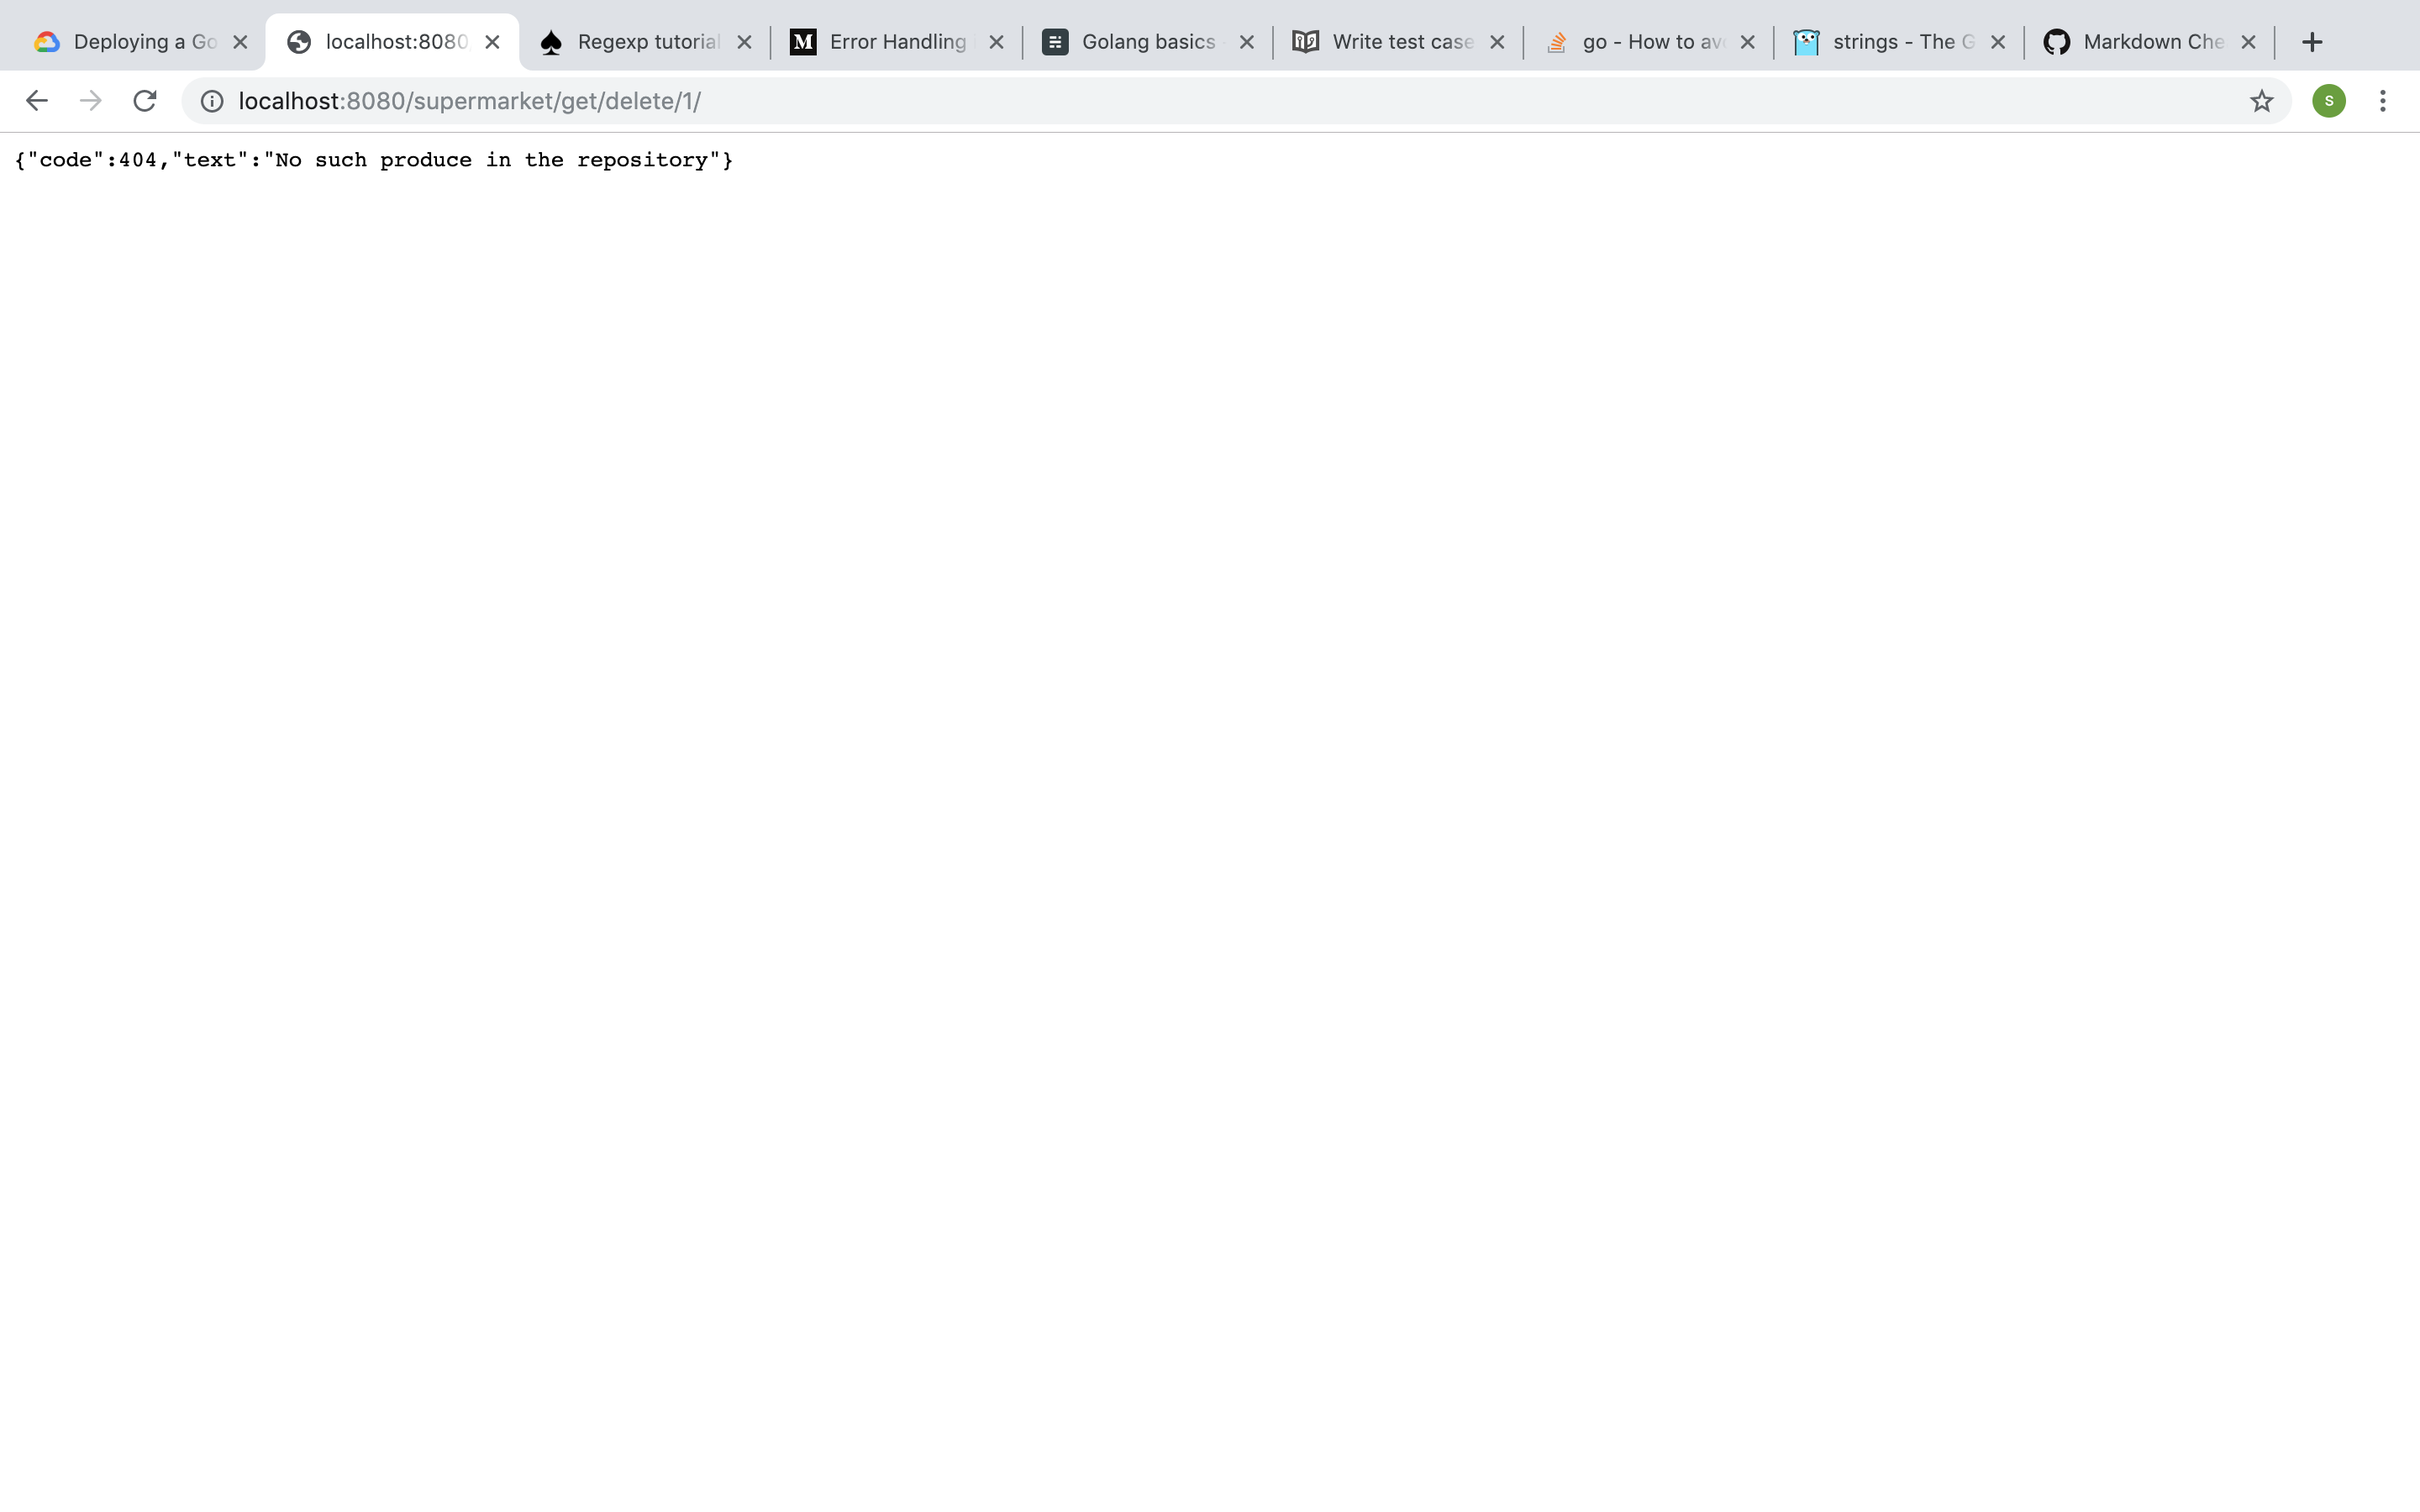 Deploying a Go
localhost:8080
Regexp tutorial
M
Error Handling
Golang basics
Write test case
go - How to av
strings - The G
Markdown Che
localhost:8080/supermarket/get/delete/1/
S
{"code":404,"text":"No such produce in the repository"}